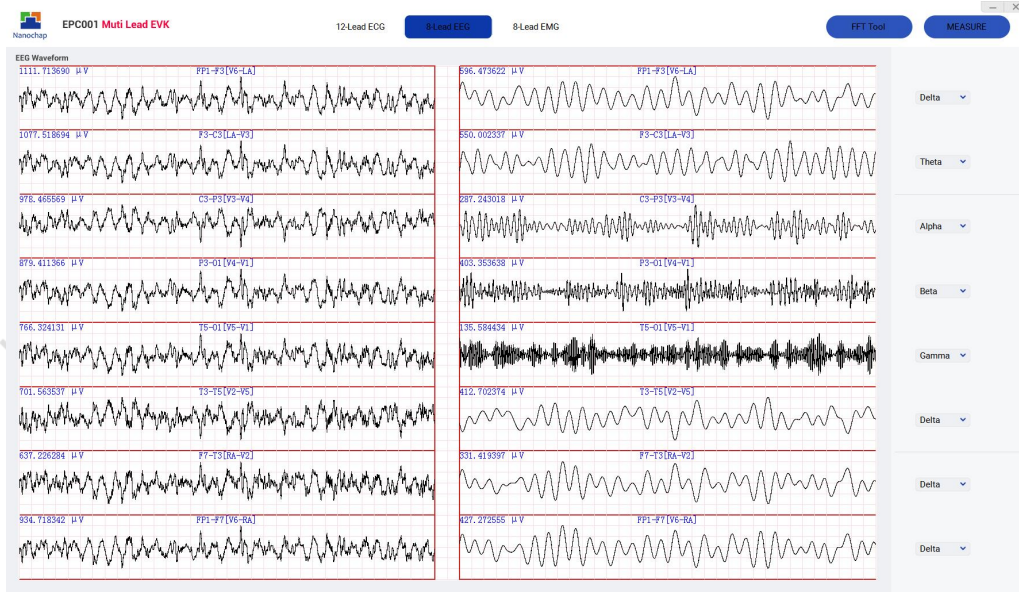 Nanochap
EPC001 Muti Lead EVK
12-Lead ECG
8-Lead EEG
8-Lead EMG
FFT Tool
MEASURE
EEG Waveform
1111.713690 μV FP1-F3[V6-LA]
596.473622 μV FP1-F3[V6-LA]
Delta
1077.518694 μV F3-C3[LA-V3]
550.002337 μV F3-C3[LA-V3]
Theta
978.465569 μV C3-P3[V3-V4]
287.243018 μV C3-P3[V3-V4]
Alpha
879.411366 μV P3-O1[V4-V1]
403.353638 μV P3-O1[V4-V1]
Beta
766.324131 μV T5-O1[V5-V1]
135.584434 μV T5-O1[V5-V1]
Gamma
701.563537 μV T3-T5[V2-V5]
412.702374 μV T3-T5[V2-V5]
Delta
637.226284 μV F7-T3[RA-V2]
331.419397 μV F7-T3[RA-V2]
Delta
934.718342 μV FP1-F7[V6-RA]
427.272555 μV FP1-F7[V6-RA]
Delta